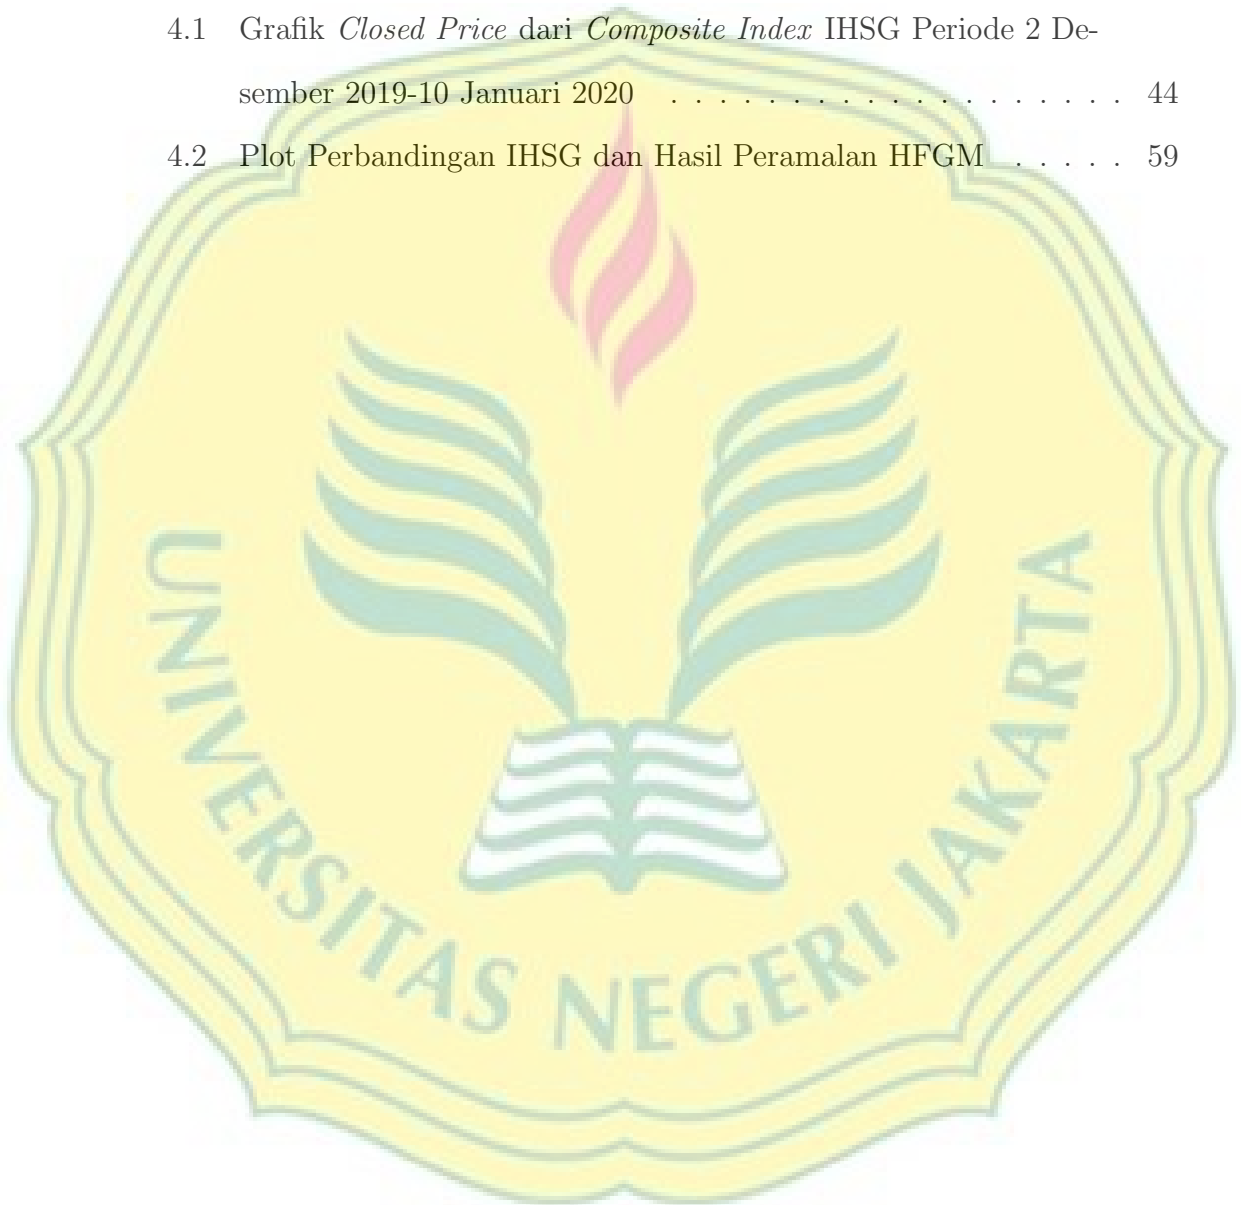 4.1 Grafik Closed Price dari Composite Index IHSG Periode 2 De-
sember 2019-10 Januari 2020 . . . . . . . . . . . . . . . . . . . 44
4.2 Plot Perbandingan IHSG dan Hasil Peramalan HFGM . . . . . 59
UNIVERSITAS NEGERI JAKARTA